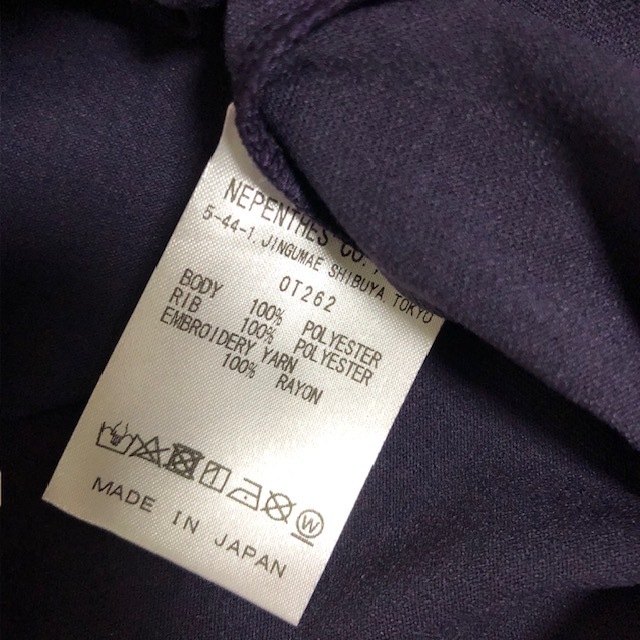 NEPENTHES CO.
5-44-1, JINGUMAE SHIBUYA, TOKYO
OT262
BODY
100% POLYESTER
RIB
100% POLYESTER
EMBROIDERY YARN
100% RAYON
W
MADE IN JAPAN